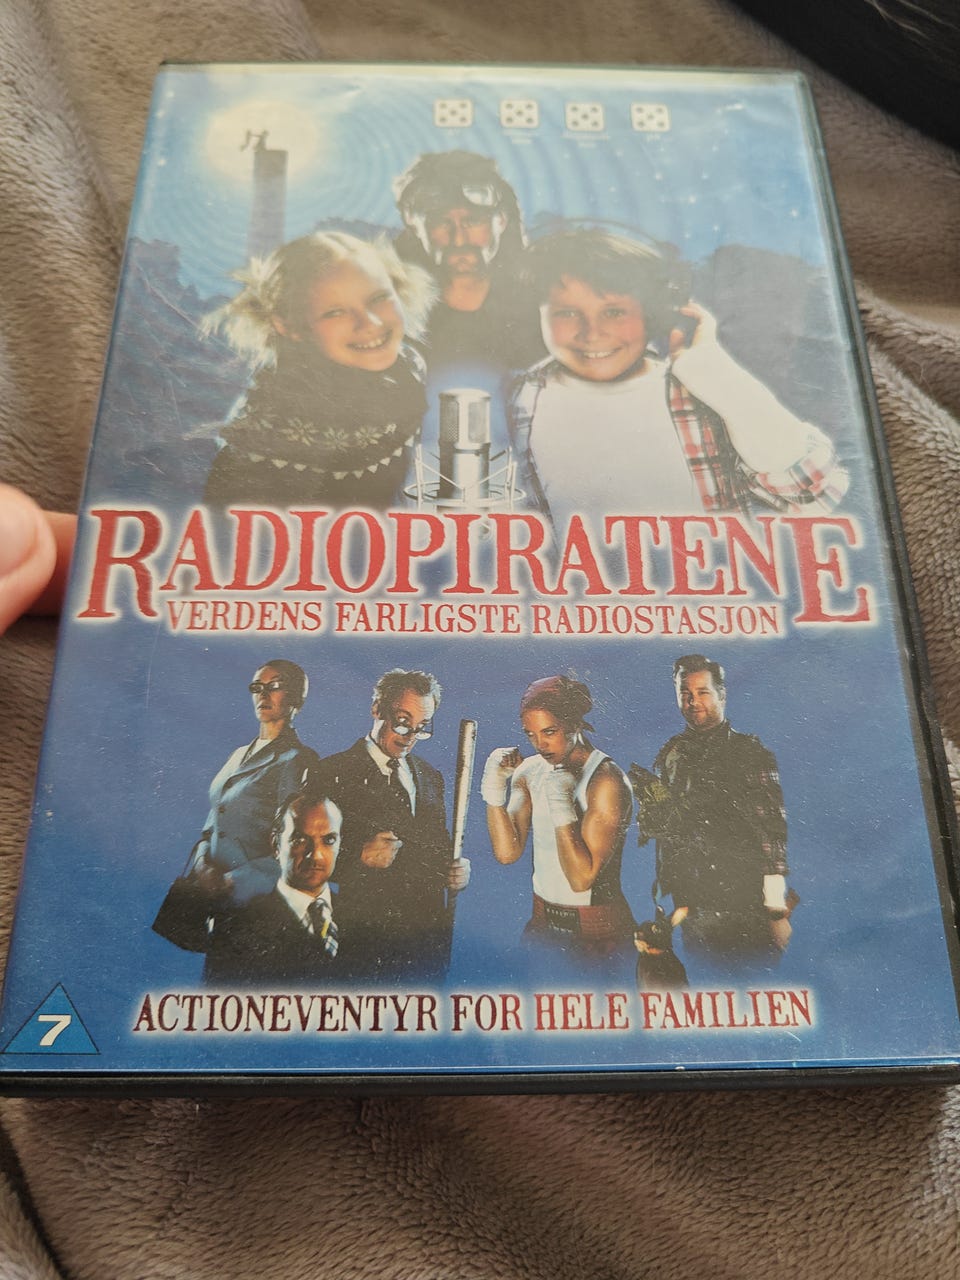 RADIOPIRATENE
VERDENS FARLIGSTE RADIOSTASJON
ACTIONEVENTYR FOR HELE FAMILIEN
7